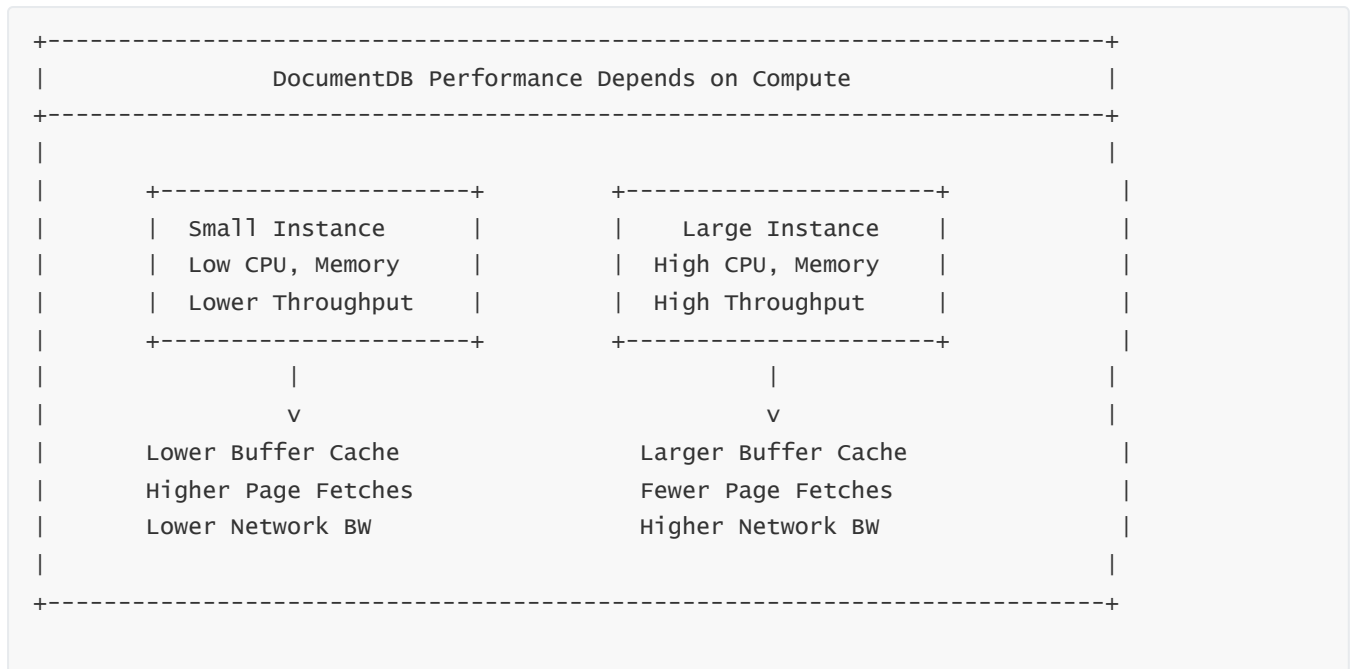 +---------------------------------------------------------------------------+
|                DocumentDB Performance Depends on Compute                  |
+---------------------------------------------------------------------------+
|                                                                           |
|       +----------------------+         +----------------------+            |
|       |  Small Instance      |         |    Large Instance    |            |
|       |  Low CPU, Memory     |         |  High CPU, Memory    |            |
|       |  Lower Throughput    |         |  High Throughput     |            |
|       +----------------------+         +----------------------+            |
|                 |                                 |                       |
|                 v                                 v                       |
|       Lower Buffer Cache                 Larger Buffer Cache               |
|       Higher Page Fetches                Fewer Page Fetches                |
|       Lower Network BW                   Higher Network BW                 |
|                                                                           |
+---------------------------------------------------------------------------+